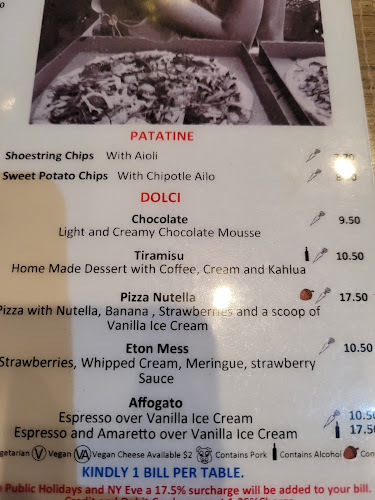 PATATINE
Shoestring Chips With Aioli
Sweet Potato Chips With Chipotle Ailo
DOLCI
Chocolate 9.50
Light and Creamy Chocolate Mousse
Tiramisu 10.50
Home Made Dessert with Coffee, Cream and Kahlua
Pizza Nutella 17.50
Pizza with Nutella, Banana , Strawberries and a scoop of
Vanilla Ice Cream
Eton Mess 10.50
Strawberries, Whipped Cream, Meringue, strawberry
Sauce
Affogato
Espresso over Vanilla Ice Cream 10.50
Espresso and Amaretto over Vanilla Ice Cream 17.50
getarian V Vegan VA Vegan Cheese Available $2 Contains Pork Contains Alcohol Con
KINDLY 1 BILL PER TABLE.
Public Holidays and NY Eve a 17.5% surcharge will be added to your bill.